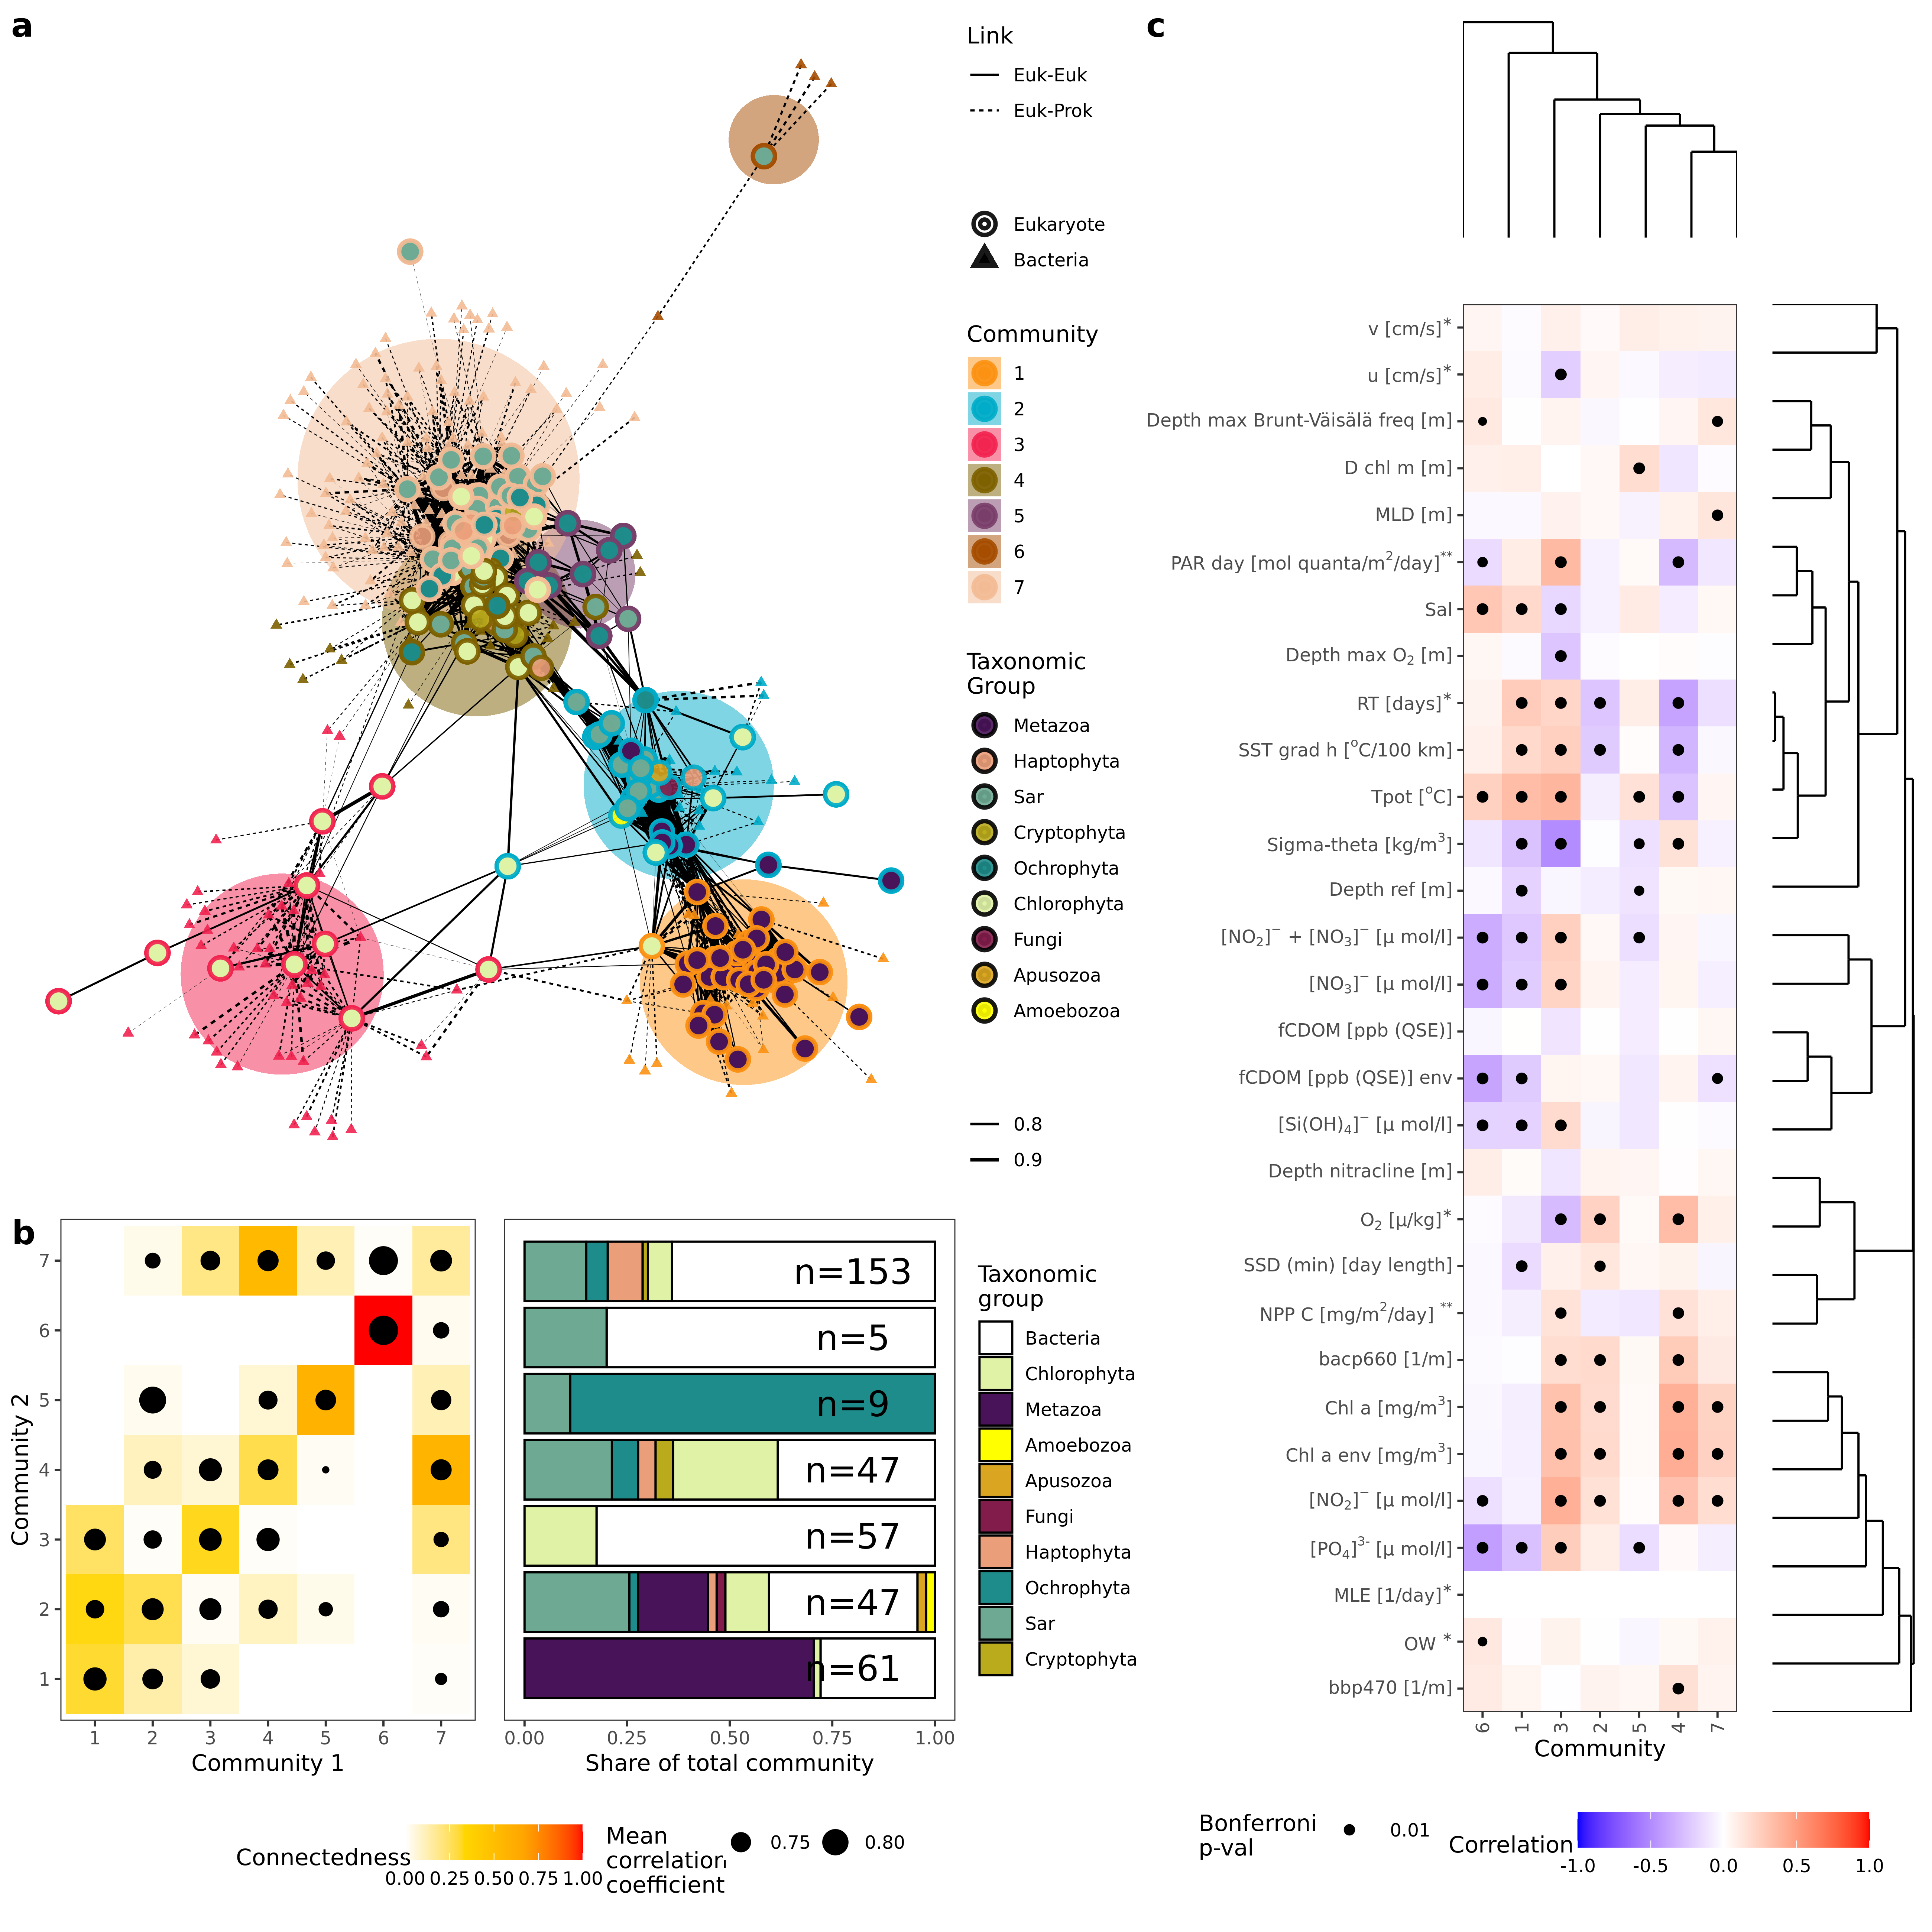 a
Link
Euk-Euk
Euk-Prok
Eukaryote
Bacteria
Community
1
2
3
4
5
6
7
Taxonomic
Group
Metazoa
Haptophyta
Sar
Cryptophyta
Ochrophyta
Chlorophyta
Fungi
Apusozoa
Amoebozoa
0.8
0.9
b
Community 2
7
6
5
4
3
2
1
1 2 3 4 5 6 7
Community 1
n=153
n=5
n=9
n=47
n=57
n=47
n=61
0.00 0.25 0.50 0.75 1.00
Share of total community
Taxonomic
group
Bacteria
Chlorophyta
Metazoa
Amoebozoa
Apusozoa
Fungi
Haptophyta
Ochrophyta
Sar
Cryptophyta
Connectedness
0.00 0.25 0.50 0.75 1.00
Mean
correlation
coefficient
0.75 0.80
c
v [cm/s]*
u [cm/s]*
Depth max Brunt-Väisälä freq [m]
D chl m [m]
MLD [m]
PAR day [mol quanta/m²/day]**
Sal
Depth max O₂ [m]
RT [days]*
SST grad h [°C/100 km]
Tpot [°C]
Sigma-theta [kg/m³]
Depth ref [m]
[NO₂]⁻ + [NO₃]⁻ [µ mol/l]
[NO₃]⁻ [µ mol/l]
fCDOM [ppb (QSE)]
fCDOM [ppb (QSE)] env
[Si(OH)₄]⁻ [µ mol/l]
Depth nitracline [m]
O₂ [µ/kg]*
SSD (min) [day length]
NPP C [mg/m²/day] **
bacp660 [1/m]
Chl a [mg/m³]
Chl a env [mg/m³]
[NO₂]⁻ [µ mol/l]
[PO₄]³⁻ [µ mol/l]
MLE [1/day]*
OW *
bbp470 [1/m]
6 1 3 2 5 4 7
Community
Bonferroni
p-val
0.01
Correlation
-1.0 -0.5 0.0 0.5 1.0